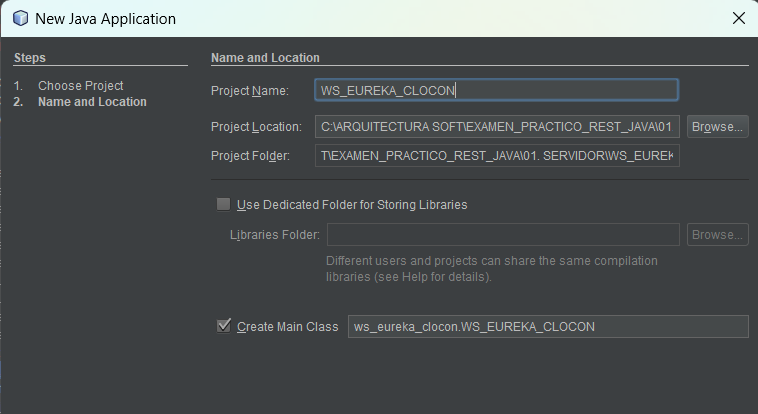 New Java Application
Steps
1. Choose Project
2. Name and Location
Name and Location
Project Name: WS_EUREKA_CLOCON
Project Location: C:\ARQUITECTURA SOFT\EXAMEN_PRACTICO_REST_JAVA\01 Browse...
Project Folder: T\EXAMEN_PRACTICO_REST_JAVA\01. SERVIDOR\WS_EUREK
Use Dedicated Folder for Storing Libraries
Libraries Folder: Browse...
Different users and projects can share the same compilation
libraries (see Help for details).
Create Main Class ws_eureka_clocon.WS_EUREKA_CLOCON